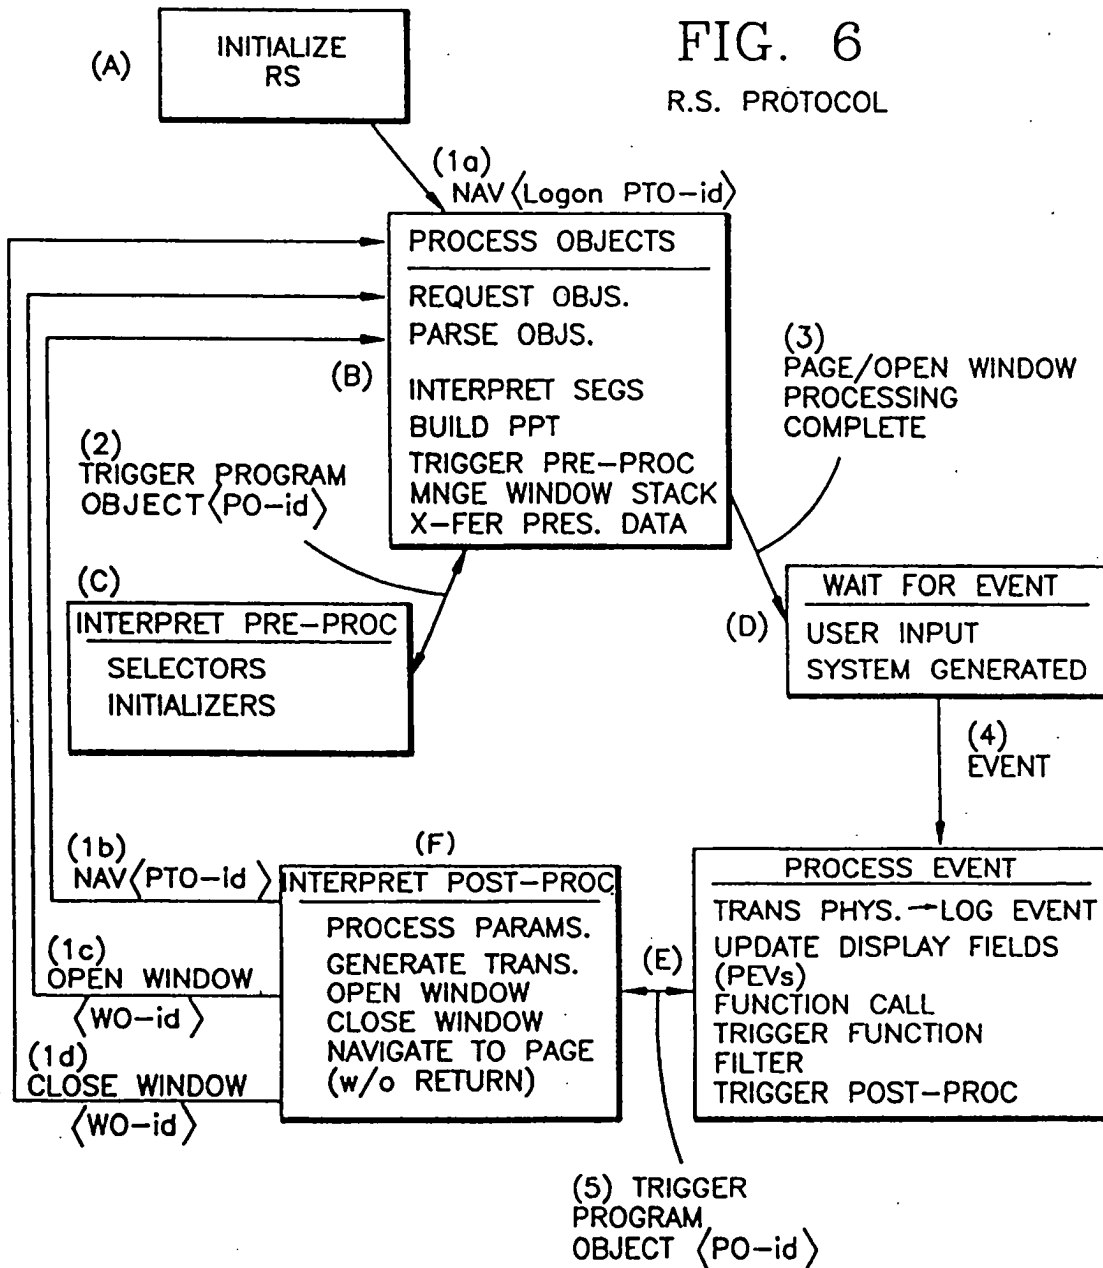 FIG. 6
R.S. PROTOCOL
(A)
INITIALIZE
RS
(1a)
NAV〈Logon PTO-id〉
PROCESS OBJECTS
REQUEST OBJS.
PARSE OBJS.
(B)
INTERPRET SEGS
BUILD PPT
TRIGGER PRE-PROC
MNGE WINDOW STACK
X-FER PRES. DATA
(2)
TRIGGER PROGRAM
OBJECT〈PO-id〉
(3)
PAGE/OPEN WINDOW
PROCESSING
COMPLETE
(C)
INTERPRET PRE-PROC
SELECTORS
INITIALIZERS
(D)
WAIT FOR EVENT
USER INPUT
SYSTEM GENERATED
(4)
EVENT
(1b)
NAV〈PTO-id〉
(1c)
OPEN WINDOW
〈WO-id〉
(1d)
CLOSE WINDOW
〈WO-id〉
(F)
INTERPRET POST-PROC
PROCESS PARAMS.
GENERATE TRANS.
OPEN WINDOW
CLOSE WINDOW
NAVIGATE TO PAGE
(w/o RETURN)
(E)
PROCESS EVENT
TRANS PHYS.→LOG EVENT
UPDATE DISPLAY FIELDS
(PEVs)
FUNCTION CALL
TRIGGER FUNCTION
FILTER
TRIGGER POST-PROC
(5) TRIGGER
PROGRAM
OBJECT 〈PO-id〉